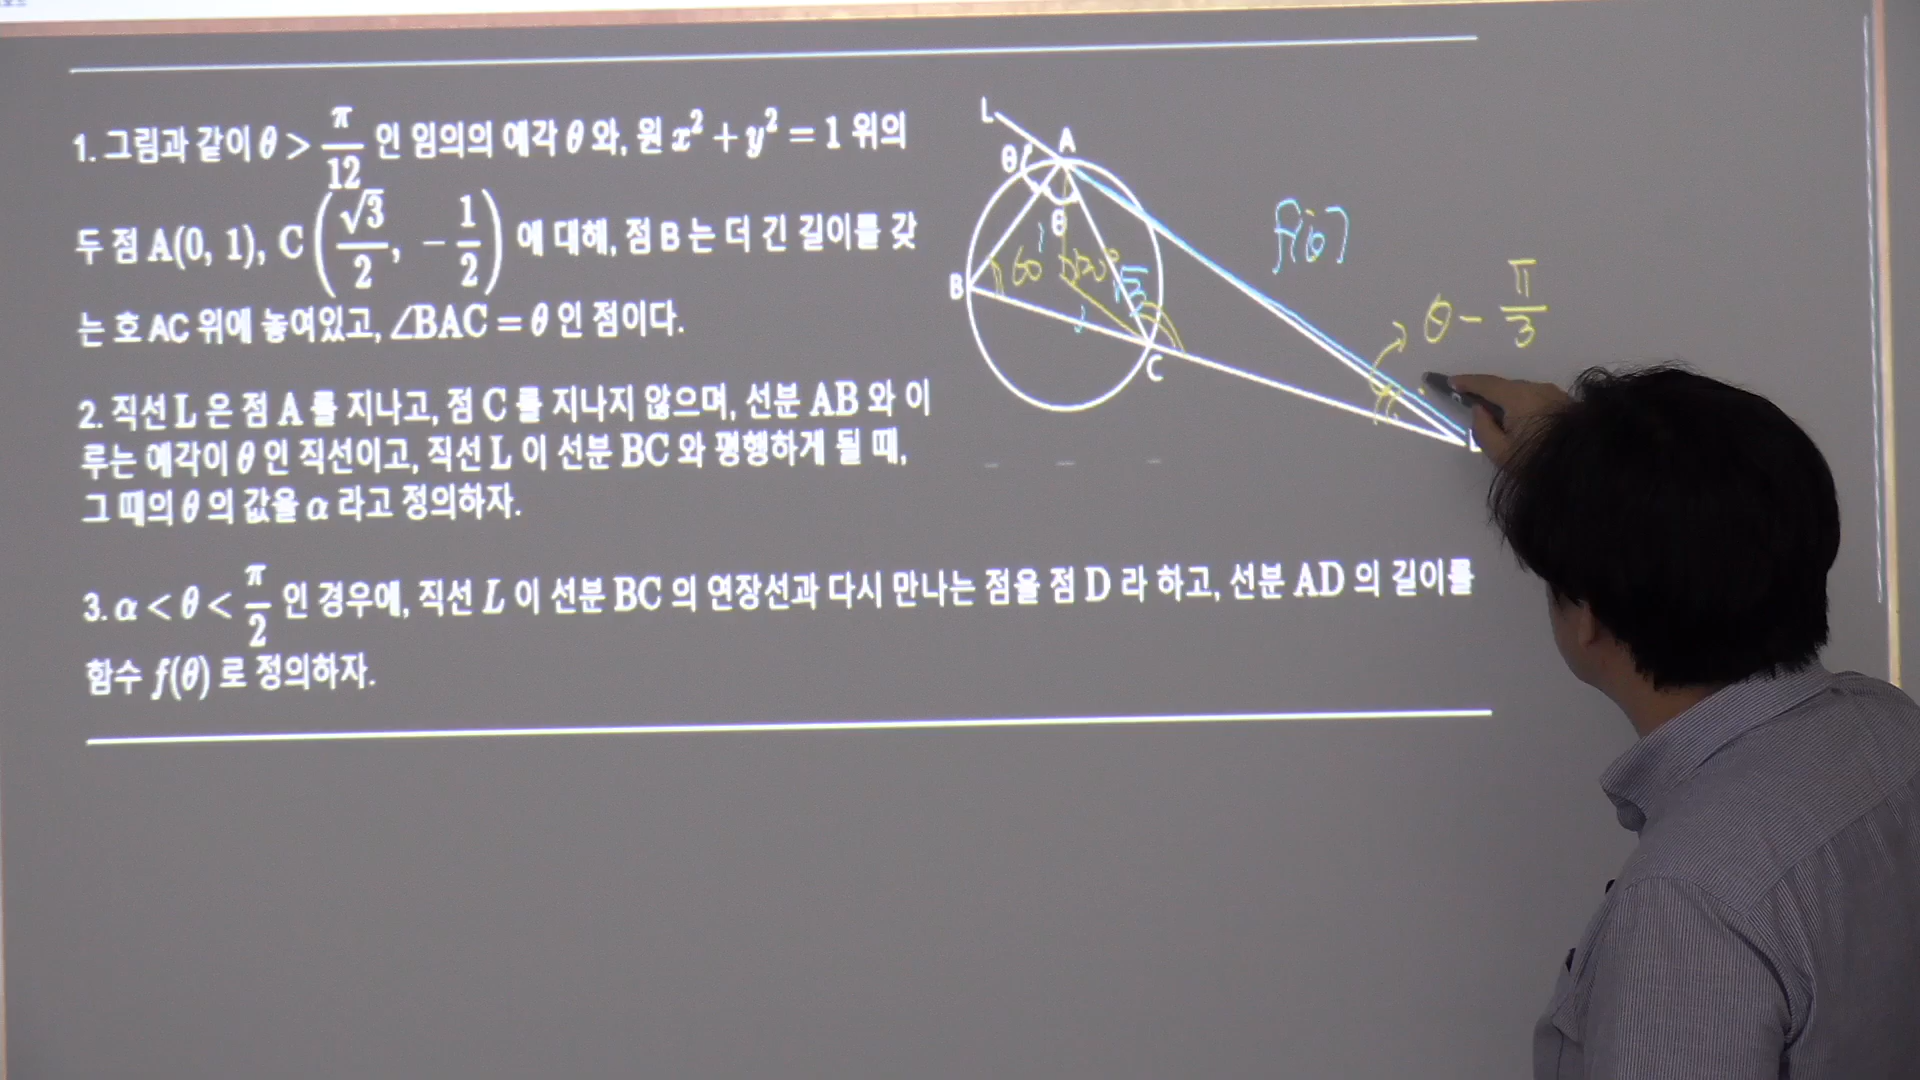 1. 그림과 같이 θ > π/12 인 임의의 예각 θ 와, 원 x² + y² = 1 위의
두 점 A(0, 1), C(√3/2, -1/2) 에 대해, 점 B 는 더 긴 길이를 갖
는 호 AC 위에 놓여있고, ∠BAC = θ 인 점이다.
2. 직선 L 은 점 A 를 지나고, 점 C 를 지나지 않으며, 선분 AB 와 이
루는 예각이 θ 인 직선이고, 직선 L 이 선분 BC 와 평행하게 될 때,
그 때의 θ 의 값을 α 라고 정의하자.
3. α < θ < π/2 인 경우에, 직선 L 이 선분 BC 의 연장선과 다시 만나는 점을 점 D 라 하고, 선분 AD 의 길이를
함수 f(θ) 로 정의하자.
L
A
θ
θ
B
60°
120°
√3
C
f(θ)
θ - π/3